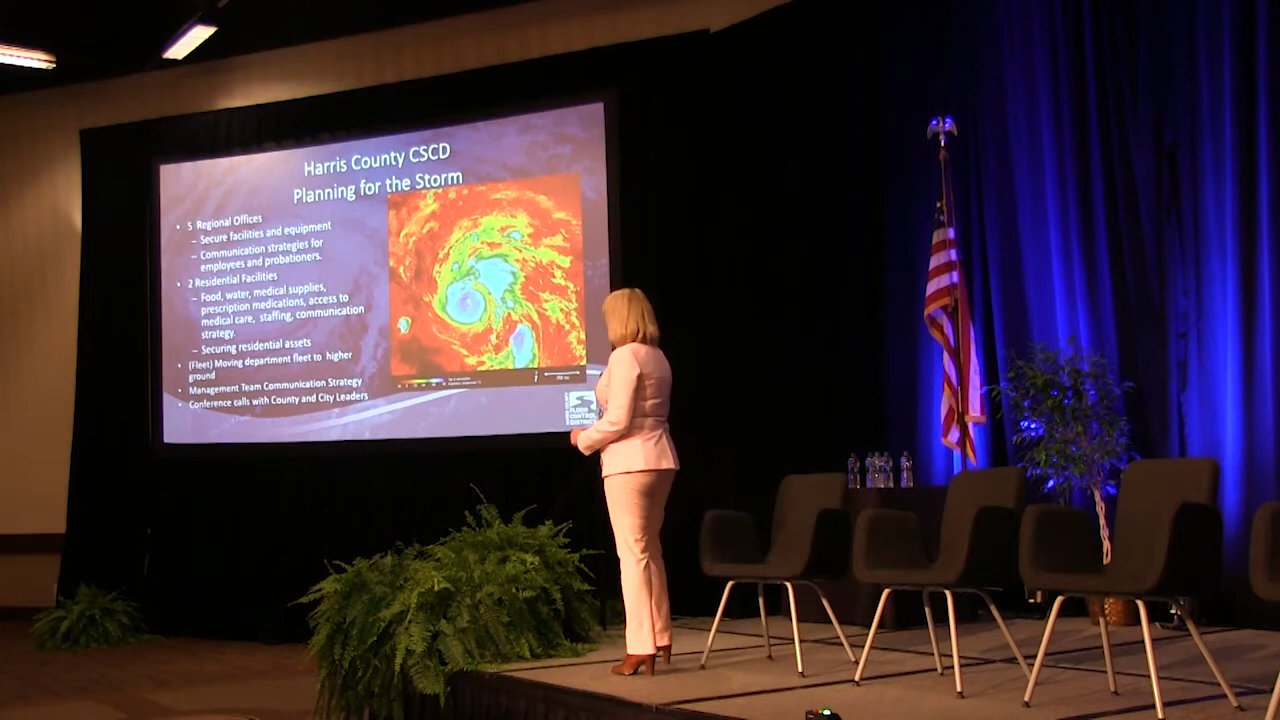 Harris County CSCD
Planning for the Storm
• 5 Regional Offices
– Secure facilities and equipment
– Communication strategies for
employees and probationers.
• 2 Residential Facilities
– Food, water, medical supplies,
prescription medications, access to
medical care, staffing, communication
strategy.
– Securing residential assets
• (Fleet) Moving department fleet to higher
ground
• Management Team Communication Strategy
• Conference calls with County and City Leaders
FLOOD
CONTROL
DISTRICT